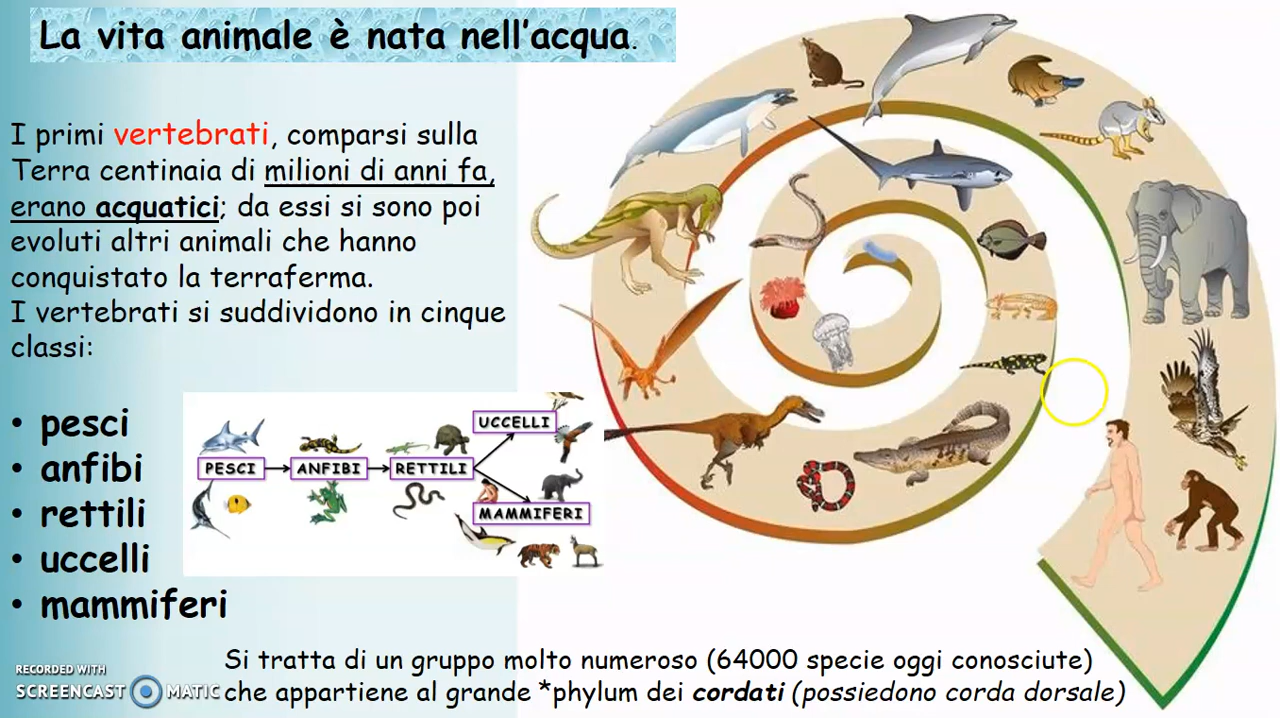 La vita animale è nata nell'acqua.
I primi vertebrati, comparsi sulla
Terra centinaia di milioni di anni fa,
erano acquatici; da essi si sono poi
evoluti altri animali che hanno
conquistato la terraferma.
I vertebrati si suddividono in cinque
classi:
• pesci
• anfibi
• rettili
• uccelli
• mammiferi
UCCELLI
PESCI
ANFIBI
RETTILI
MAMMIFERI
Si tratta di un gruppo molto numeroso (64000 specie oggi conosciute)
che appartiene al grande *phylum dei cordati (possiedono corda dorsale)
RECORDED WITH
SCREENCAST MATIC